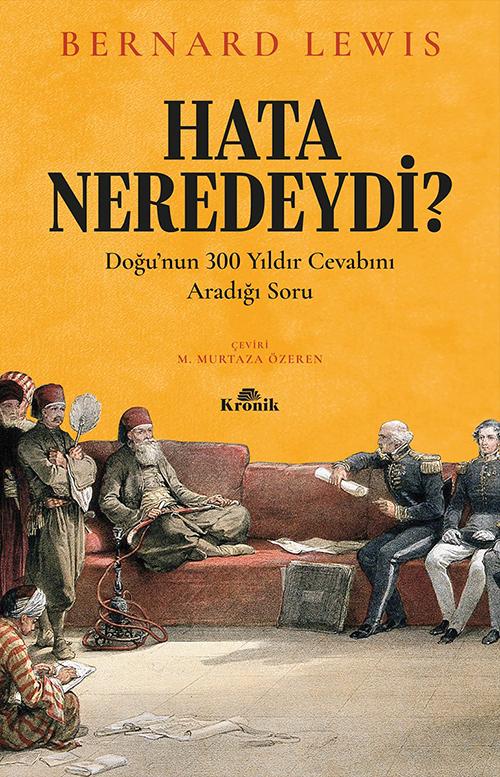 BERNARD LEWIS
HATA
NEREDEYDİ?
Doğu'nun 300 Yıldır Cevabını
Aradığı Soru
ÇEVİRİ
M. MURTAZA ÖZEREN
Kronik